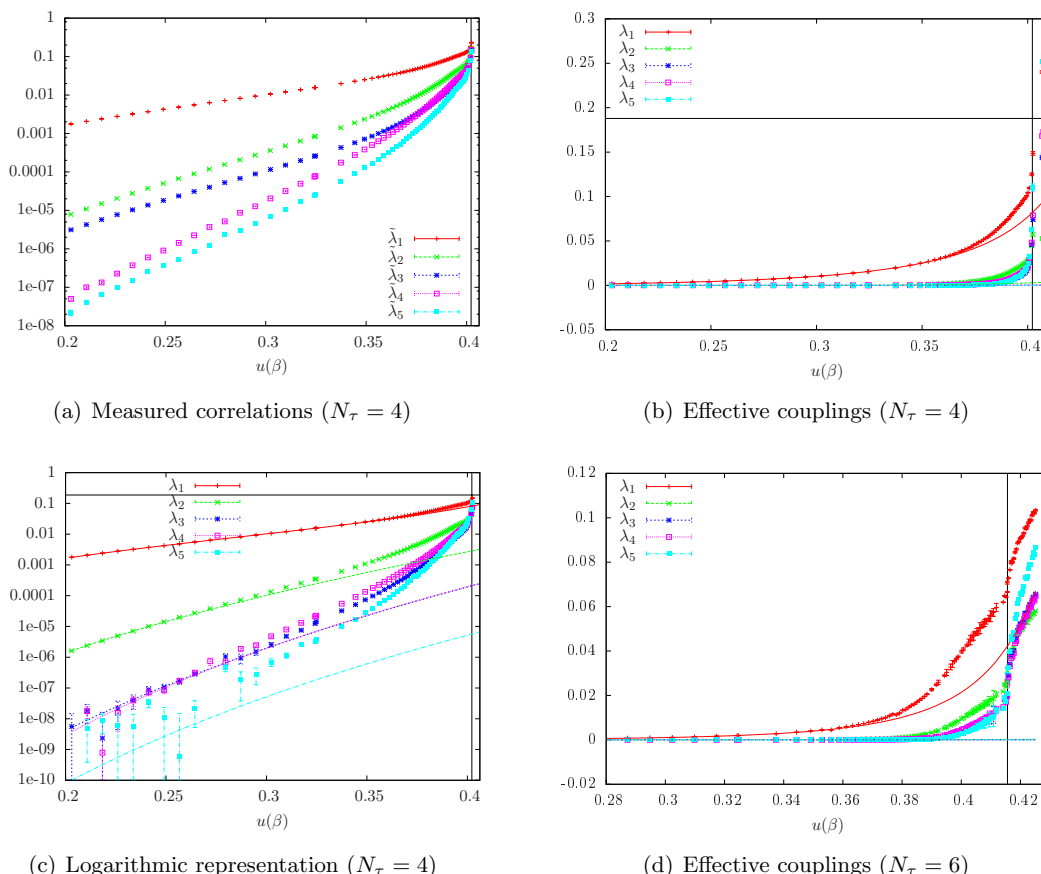 1
0.1
0.01
0.001
0.0001
1e-05
1e-06
1e-07
1e-08
0.2
0.25
0.3
0.35
0.4
u(β)
λ̃₁
λ̃₂
λ̃₃
λ̃₄
λ̃₅
(a) Measured correlations (N_τ = 4)
0.3
0.25
0.2
0.15
0.1
0.05
0
-0.05
0.2
0.25
0.3
0.35
0.4
u(β)
λ₁
λ₂
λ₃
λ₄
λ₅
(b) Effective couplings (N_τ = 4)
1
0.1
0.01
0.001
0.0001
1e-05
1e-06
1e-07
1e-08
1e-09
1e-10
0.2
0.25
0.3
0.35
0.4
u(β)
λ₁
λ₂
λ₃
λ₄
λ₅
(c) Logarithmic representation (N_τ = 4)
0.12
0.1
0.08
0.06
0.04
0.02
0
-0.02
0.28
0.3
0.32
0.34
0.36
0.38
0.4
0.42
u(β)
λ₁
λ₂
λ₃
λ₄
λ₅
(d) Effective couplings (N_τ = 6)